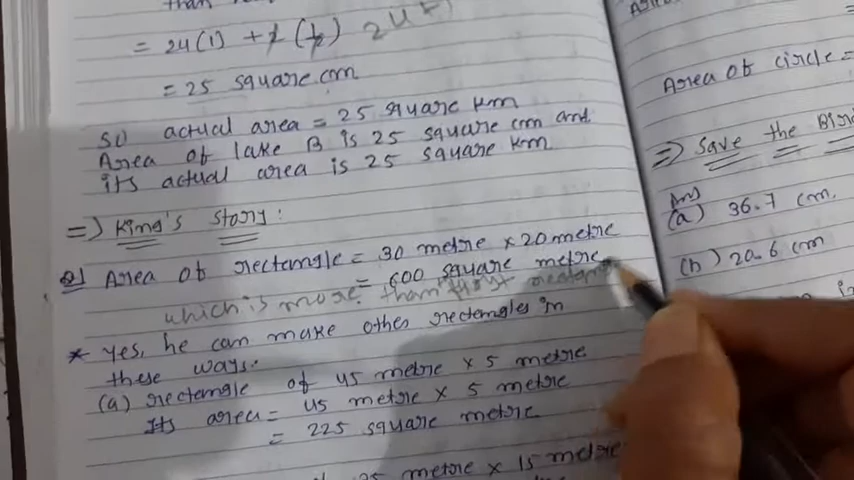 than
= 24(1) + 2 (1/2) 24+1
= 25 square cm
so actual area = 25 square km
Area of lake B is 25 square cm and
its actual area is 25 square km
=> King's story:
Q) Area of rectangle = 30 metre × 20 metre
= 600 square metre
which is more than first
* yes, he can make other rectangles in
these ways.
(a) rectangle of 45 metre × 5 metre
Its area = 45 metre × 5 metre
= 225 square metre
metre × 15 metre
Area of circle =
=> Save the
Ans)
(a) 36.7 cm.
(b) 20.6 cm